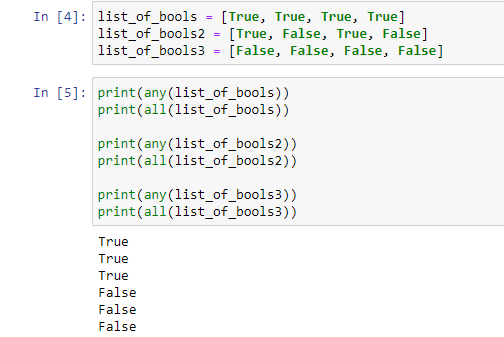 In [4]: list_of_bools = [True, True, True, True]
list_of_bools2 = [True, False, True, False]
list_of_bools3 = [False, False, False, False]
In [5]: print(any(list_of_bools))
print(all(list_of_bools))
print(any(list_of_bools2))
print(all(list_of_bools2))
print(any(list_of_bools3))
print(all(list_of_bools3))
True
True
True
False
False
False